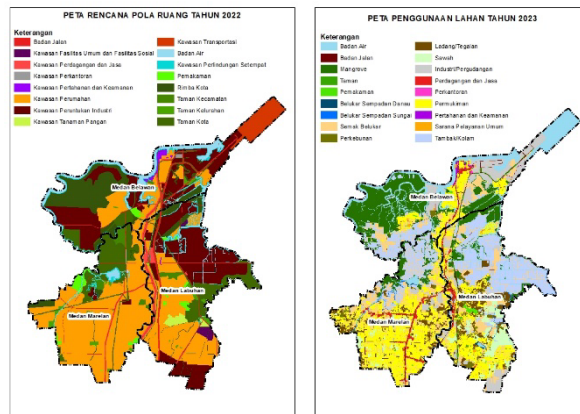 PETA RENCANA POLA RUANG TAHUN 2022
Keterangan
Badan Jalan
Fasilitas Umum dan Fasilitas Sosial
Kawasan Perdagangan dan Jasa
Kawasan Perkantoran
Kawasan Pertahanan dan Keamanan
Kawasan Perumahan
Kawasan Peruntukan Industri
Kawasan Tanaman Pangan
Kawasan Transportasi
Badan Air
Kawasan Perlindungan Setempat
Pemakaman
Rimba Kota
Taman Kecamatan
Taman Kelurahan
Taman Kota
Medan Belawan
Medan Labuhan
Medan Marelan
PETA PENGGUNAAN LAHAN TAHUN 2023
Keterangan
Badan Air
Badan Jalan
Mangrove
Taman
Pemakaman
Belukar Sempadan Danau
Belukar Sempadan Sungai
Semak Belukar
Perkebunan
Ladang/Tegalan
Sawah
Industri/Pergudangan
Perdagangan dan Jasa
Perkantoran
Permukiman
Pertahanan dan Keamanan
Sarana Pelayanan Umum
Tambak/Kolam
Medan Belawan
Medan Labuhan
Medan Marelan